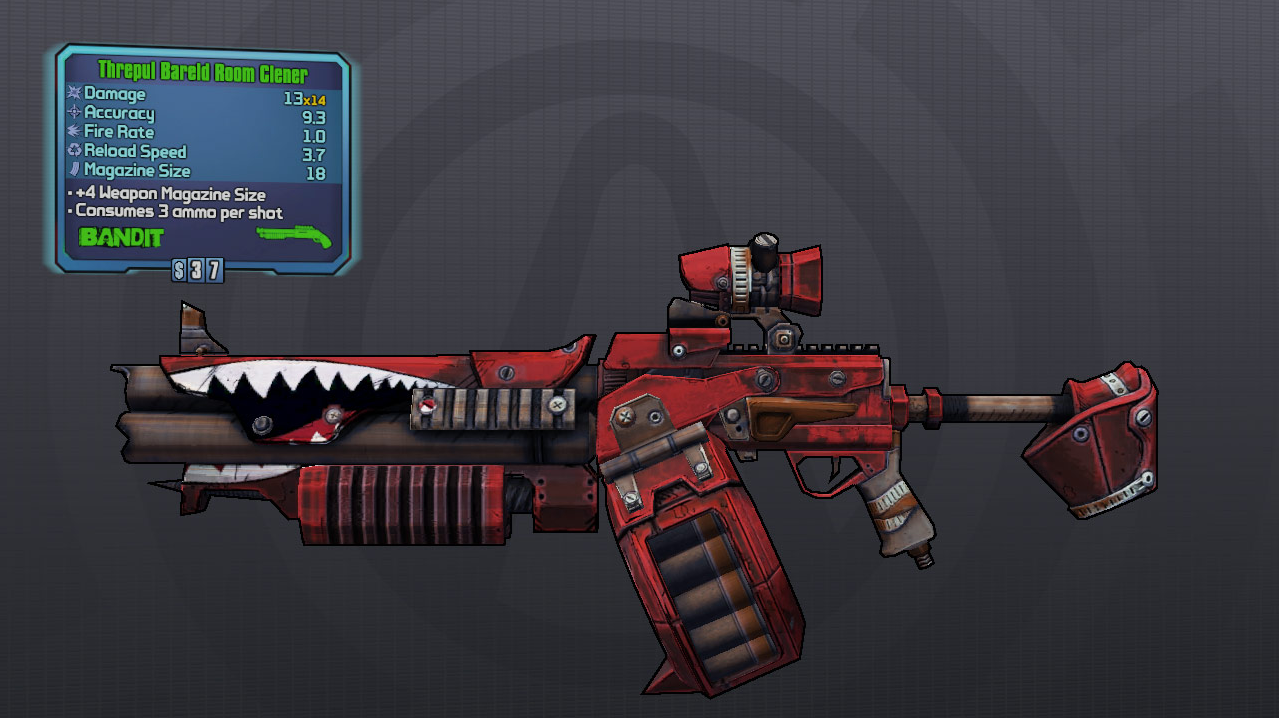 Threpul Bareld Room Clener
Damage 13x14
Accuracy 9.3
Fire Rate 1.0
Reload Speed 3.7
Magazine Size 18
• +4 Weapon Magazine Size
• Consumes 3 ammo per shot
BANDIT
$37